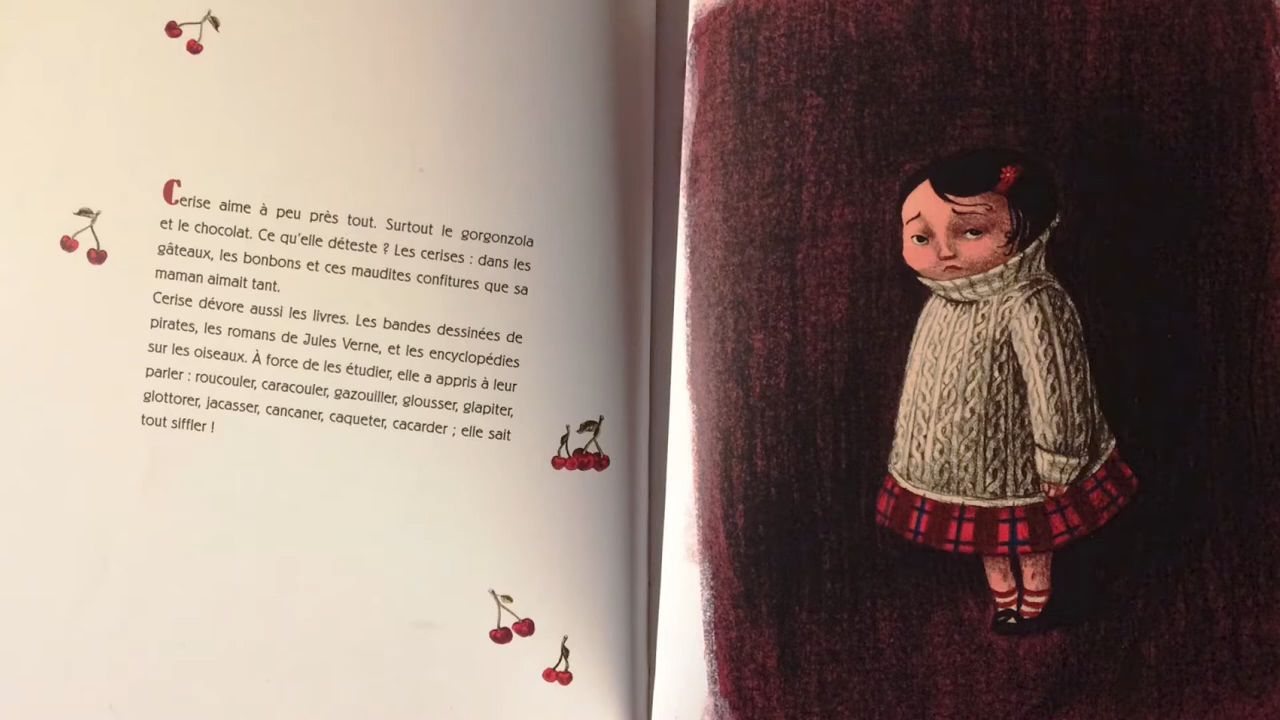 Cerise aime à peu près tout. Surtout le gorgonzola
et le chocolat. Ce qu'elle déteste ? Les cerises : dans les
gâteaux, les bonbons et ces maudites confitures que sa
maman aimait tant.
Cerise dévore aussi les livres. Les bandes dessinées de
pirates, les romans de Jules Verne, et les encyclopédies
sur les oiseaux. À force de les étudier, elle a appris à leur
parler : roucouler, caracouler, gazouiller, glousser, glapiter,
glottorer, jacasser, cancaner, caqueter, cacarder ; elle sait
tout siffler !